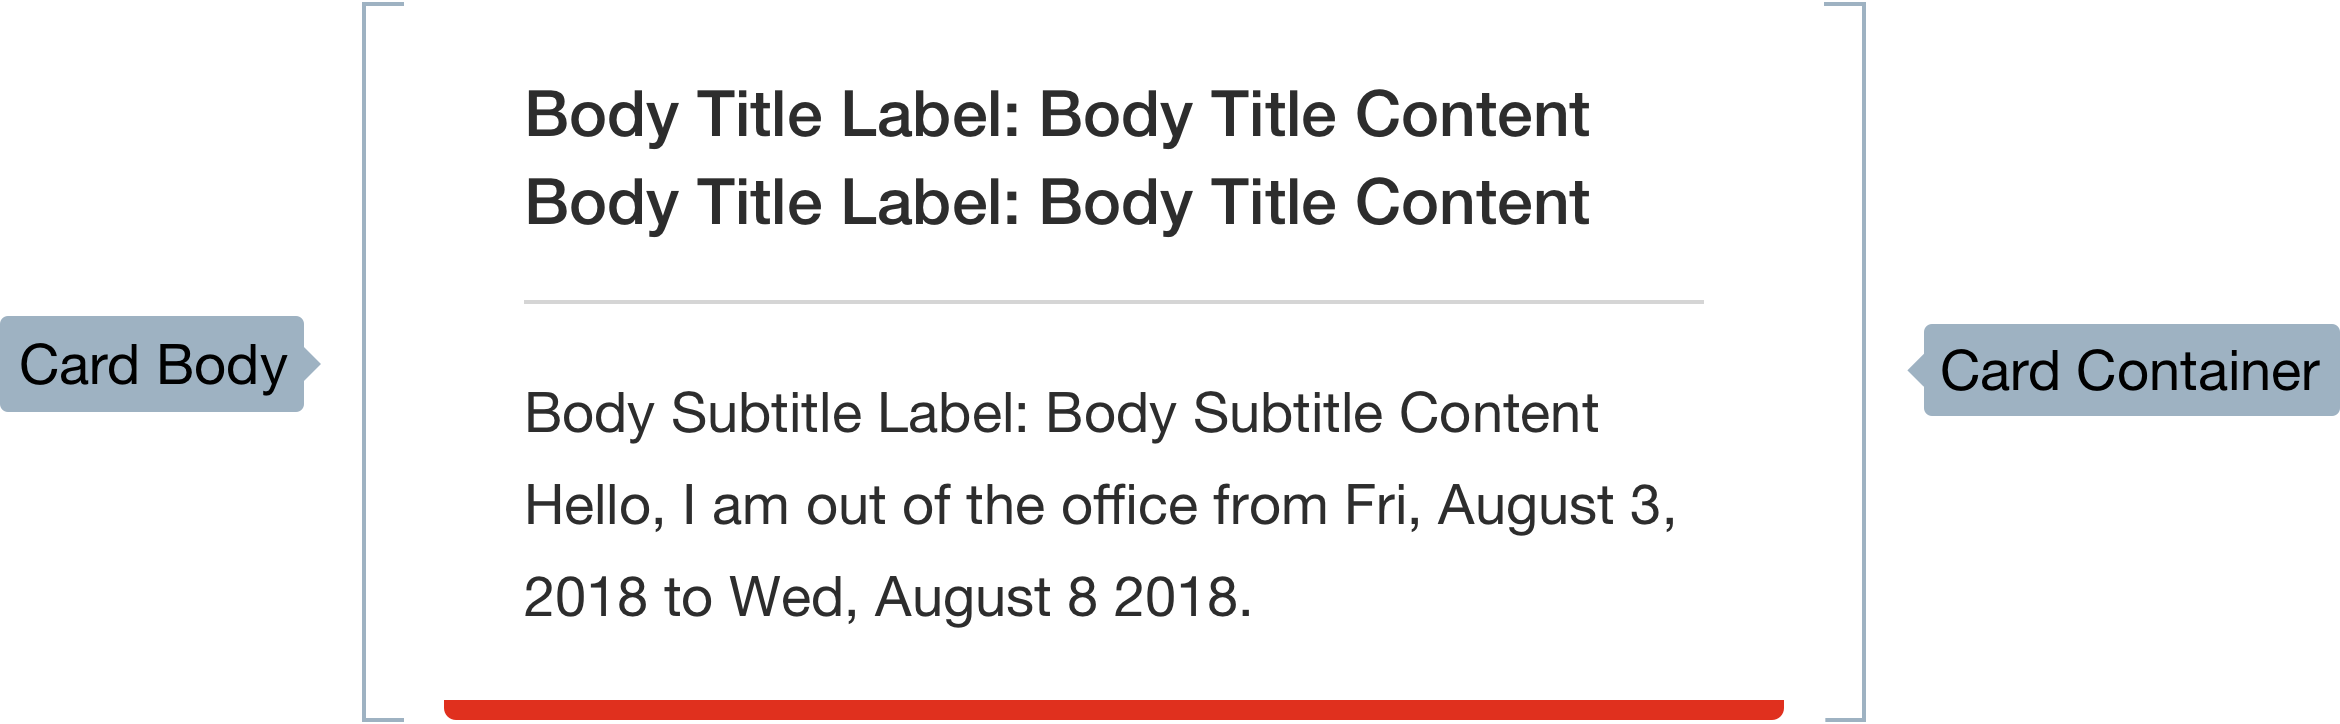 Body Title Label: Body Title Content
Body Title Label: Body Title Content
Card Body
Card Container
Body Subtitle Label: Body Subtitle Content
Hello, I am out of the office from Fri, August 3,
2018 to Wed, August 8 2018.